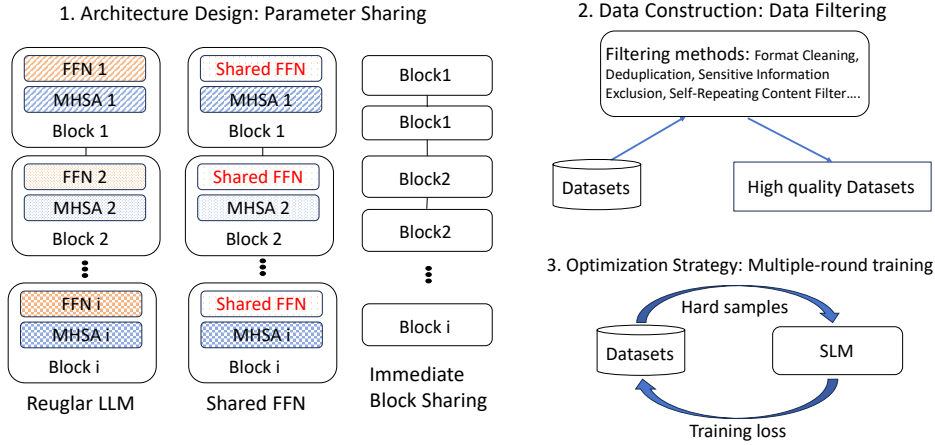 1. Architecture Design: Parameter Sharing
FFN 1
MHSA 1
Block 1
FFN 2
MHSA 2
Block 2
FFN i
MHSA i
Block i
Reuglar LLM
Shared FFN
MHSA 1
Block 1
Shared FFN
MHSA 2
Block 2
Shared FFN
MHSA i
Block i
Shared FFN
Block1
Block1
Block2
Block2
Block i
Immediate
Block Sharing
2. Data Construction: Data Filtering
Filtering methods: Format Cleaning,
Deduplication, Sensitive Information
Exclusion, Self-Repeating Content Filter....
Datasets
High quality Datasets
3. Optimization Strategy: Multiple-round training
Hard samples
Datasets
SLM
Training loss